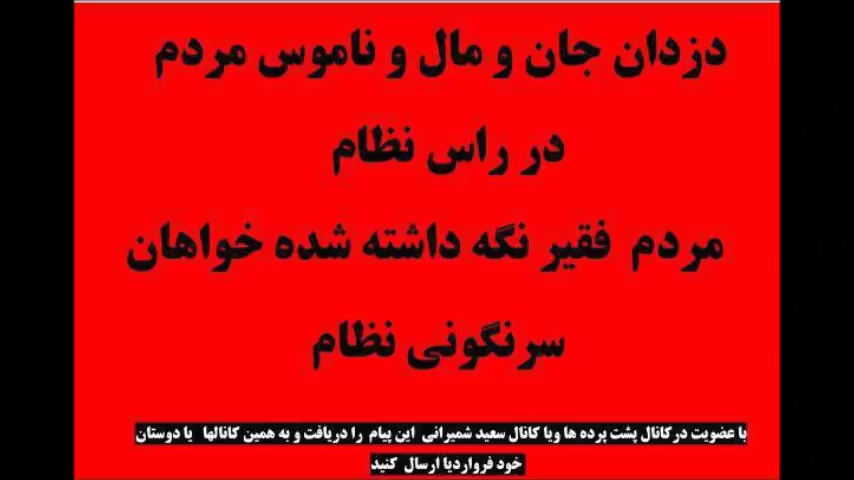 دزدان جان و مال و ناموس مردم
در راس نظام
مردم فقیر نگه داشته شده خواهان
سرنگونی نظام
با عضویت درکانال پشت پرده ها ویا کانال سعید شمیرانی این پیام را دریافت و به همین کانالها یا دوستان
خود فرواردیا ارسال کنید